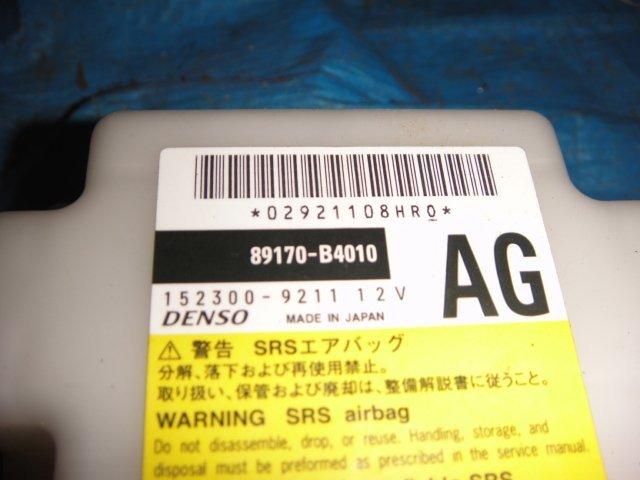 *02921108HR0*
89170-B4010
AG
152300-9211 12V
DENSO MADE IN JAPAN
⚠ 警告 SRSエアバッグ
分解、落下および再使用禁止。
取り扱い、保管および廃却は、整備解説書に従うこと。
WARNING SRS airbag
Do not disassemble, drop, or reuse. Handling, storage, and
disposal must be preformed as prescribed in the service manual.
SRS